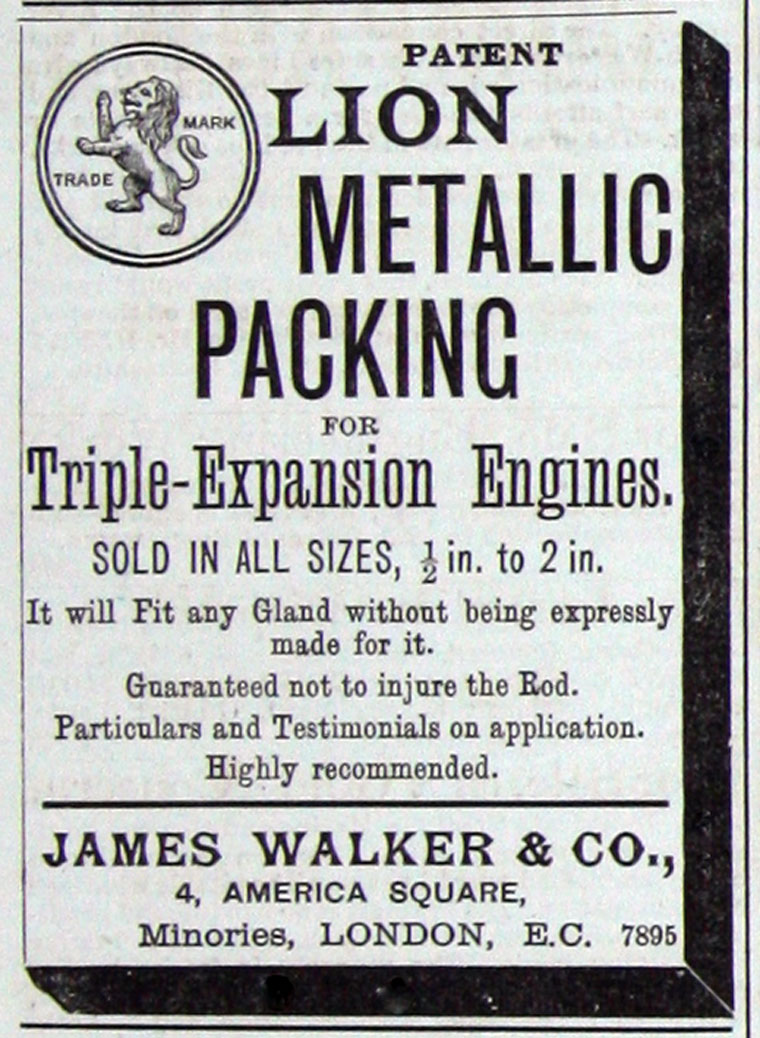 PATENT
LION
MARK
TRADE
METALLIC
PACKING
FOR
Triple-Expansion Engines.
SOLD IN ALL SIZES, ½ in. to 2 in.
It will Fit any Gland without being expressly
made for it.
Guaranteed not to injure the Rod.
Particulars and Testimonials on application.
Highly recommended.
JAMES WALKER & CO.,
4, AMERICA SQUARE,
Minories, LONDON, E.C. 7895